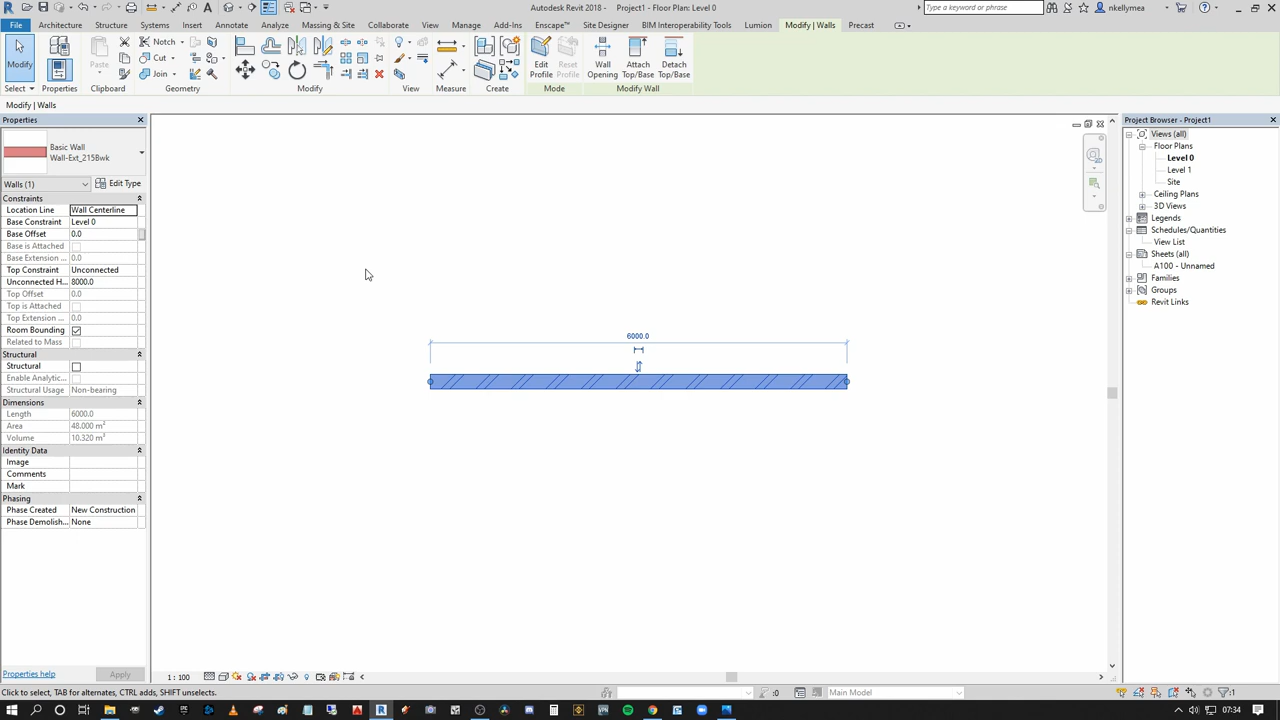 Autodesk Revit 2018 - Project1 - Floor Plan: Level 0
Type a keyword or phrase
nkellymea
File
Architecture
Structure
Systems
Insert
Annotate
Analyze
Massing & Site
Collaborate
View
Manage
Add-Ins
Enscape™
Site Designer
BIM Interoperability Tools
Lumion
Modify | Walls
Precast
Modify
Properties
Paste
Notch
Cut
Join
Edit Profile
Reset Profile
Wall Opening
Attach Top/Base
Detach Top/Base
Select
Properties
Clipboard
Geometry
Modify
View
Measure
Create
Mode
Modify Wall
Modify | Walls
Properties
Basic Wall
Wall-Ext_215Bwk
Walls (1)
Edit Type
Constraints
Location Line Wall Centerline
Base Constraint Level 0
Base Offset 0.0
Base is Attached
Base Extension ... 0.0
Top Constraint Unconnected
Unconnected H... 8000.0
Top Offset 0.0
Top is Attached
Top Extension ... 0.0
Room Bounding
Related to Mass
Structural
Structural
Enable Analytic...
Structural Usage Non-bearing
Dimensions
Length 6000.0
Area 48.000 m²
Volume 10.320 m³
Identity Data
Image
Comments
Mark
Phasing
Phase Created New Construction
Phase Demolish... None
Properties help
Apply
6000.0
Project Browser - Project1
Views (all)
Floor Plans
Level 0
Level 1
Site
Ceiling Plans
3D Views
Legends
Schedules/Quantities
View List
Sheets (all)
A100 - Unnamed
Families
Groups
Revit Links
1 : 100
Click to select, TAB for alternates, CTRL adds, SHIFT unselects.
:0
Main Model
:1
07:34